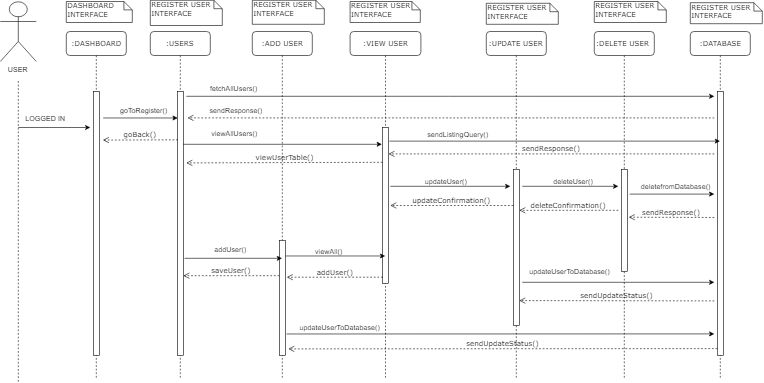 DASHBOARD
INTERFACE
REGISTER USER
INTERFACE
REGISTER USER
INTERFACE
REGISTER USER
INTERFACE
REGISTER USER
INTERFACE
REGISTER USER
INTERFACE
REGISTER USER
INTERFACE
:DASHBOARD
:USERS
:ADD USER
:VIEW USER
:UPDATE USER
:DELETE USER
:DATABASE
USER
fetchAllUsers()
goToRegister()
sendResponse()
LOGGED IN
goBack()
viewAllUsers()
sendListingQuery()
sendResponse()
viewUserTable()
updateUser()
deleteUser()
deletefromDatabase()
updateConfirmation()
deleteConfirmation()
sendResponse()
addUser()
viewAll()
saveUser()
addUser()
updateUserToDatabase()
sendUpdateStatus()
updateUserToDatabase()
sendUpdateStatus()